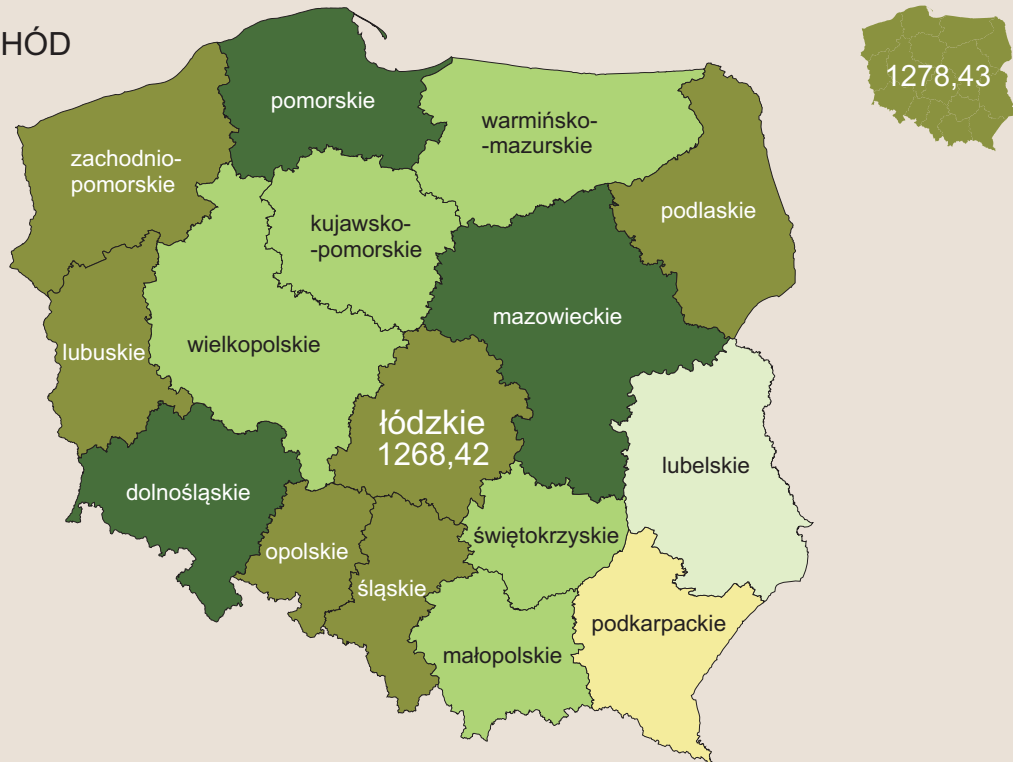 HÓD
1278,43
pomorskie
warmińsko-
-mazurskie
zachodnio-
pomorskie
podlaskie
kujawsko-
-pomorskie
mazowieckie
wielkopolskie
lubuskie
łódzkie
1268,42
lubelskie
dolnośląskie
świętokrzyskie
opolskie
śląskie
podkarpackie
małopolskie